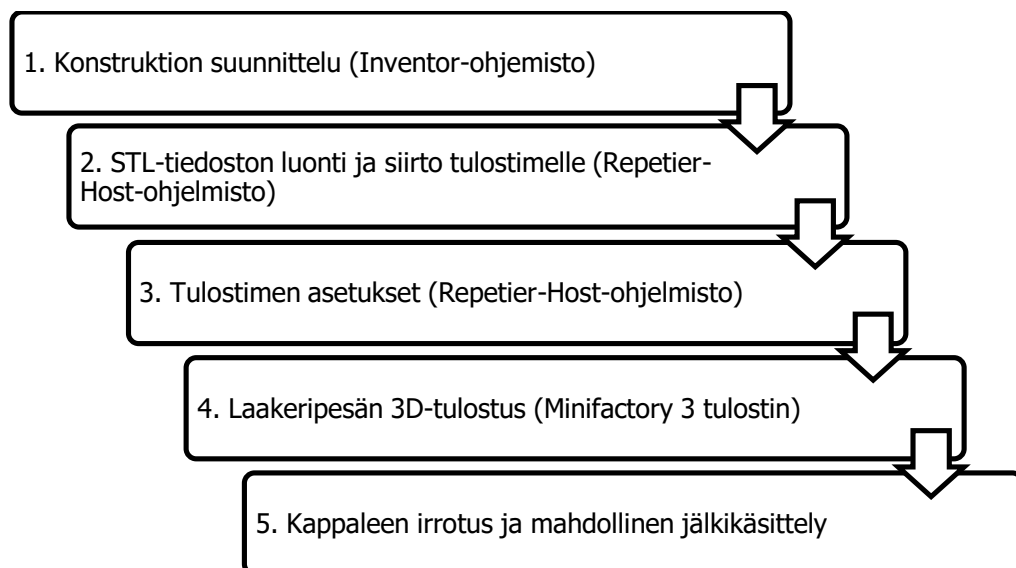 1. Konstruktion suunnittelu (Inventor-ohjemisto)
2. STL-tiedoston luonti ja siirto tulostimelle (Repetier-
Host-ohjelmisto)
3. Tulostimen asetukset (Repetier-Host-ohjelmisto)
4. Laakeripesän 3D-tulostus (Minifactory 3 tulostin)
5. Kappaleen irrotus ja mahdollinen jälkikäsittely